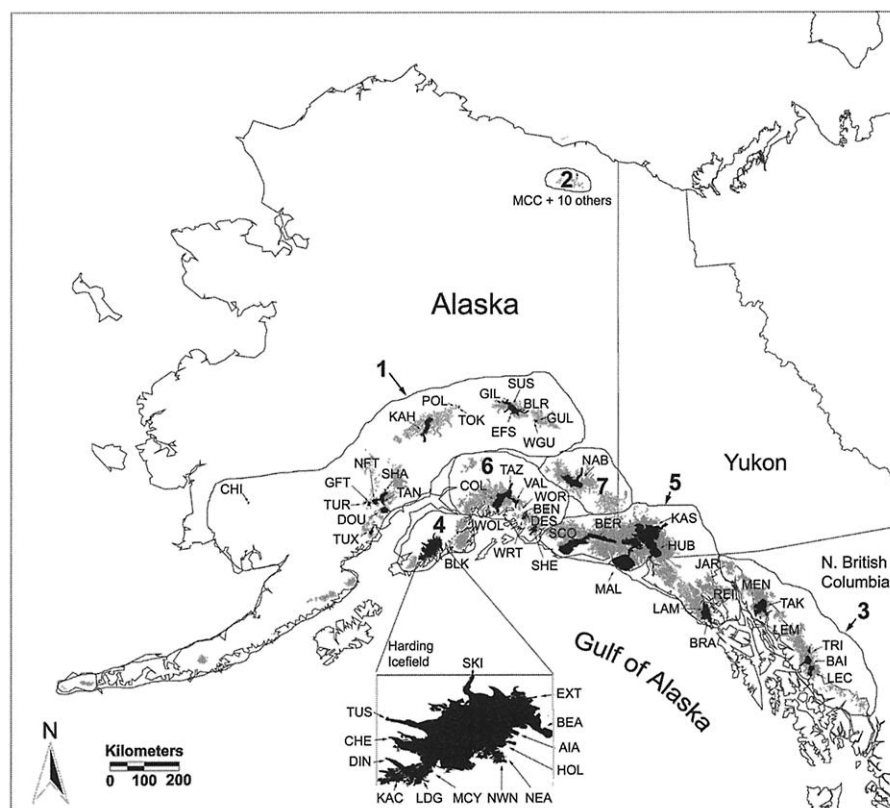 2
MCC + 10 others
Alaska
1
SUS
GIL
POL
BLR
KAH
TOK
GUL
EFS
WGU
Yukon
NFT
SHA
6
TAZ
NAB
CHI
GFT
TAN
COL
VAL
7
5
TUR
WOR
BEN
KAS
DOU
4
WOL
DES
BER
TUX
SCO
HUB
BLK
WRT
SHE
JAR
N. British
Columbia
MAL
MEN
REI
TAK
3
LAM
LEM
BRA
TRI
BAI
LEC
Gulf of Alaska
Harding
Icefield
SKI
EXT
TUS
BEA
CHE
AIA
DIN
HOL
KAC
LDG
MCY
NWN
NEA
N
Kilometers
0 100 200